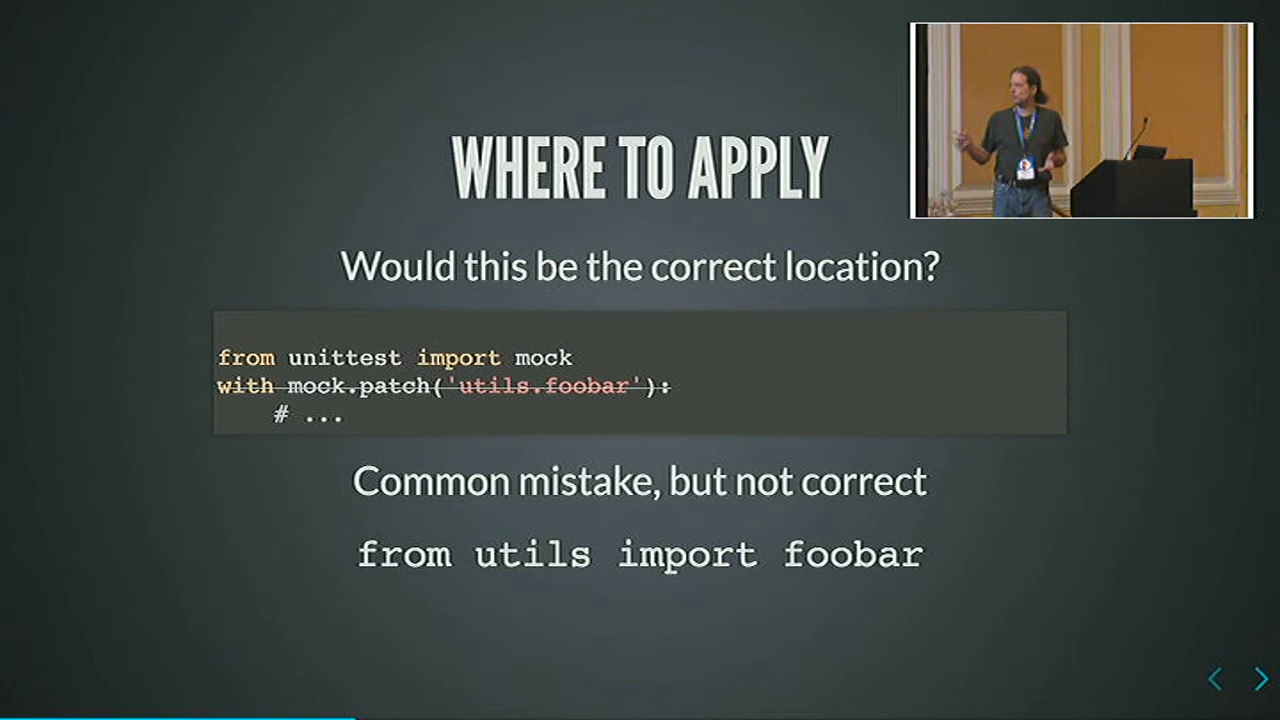 WHERE TO APPLY
Would this be the correct location?
from unittest import mock
with mock.patch('utils.foobar'):
# ...
Common mistake, but not correct
from utils import foobar